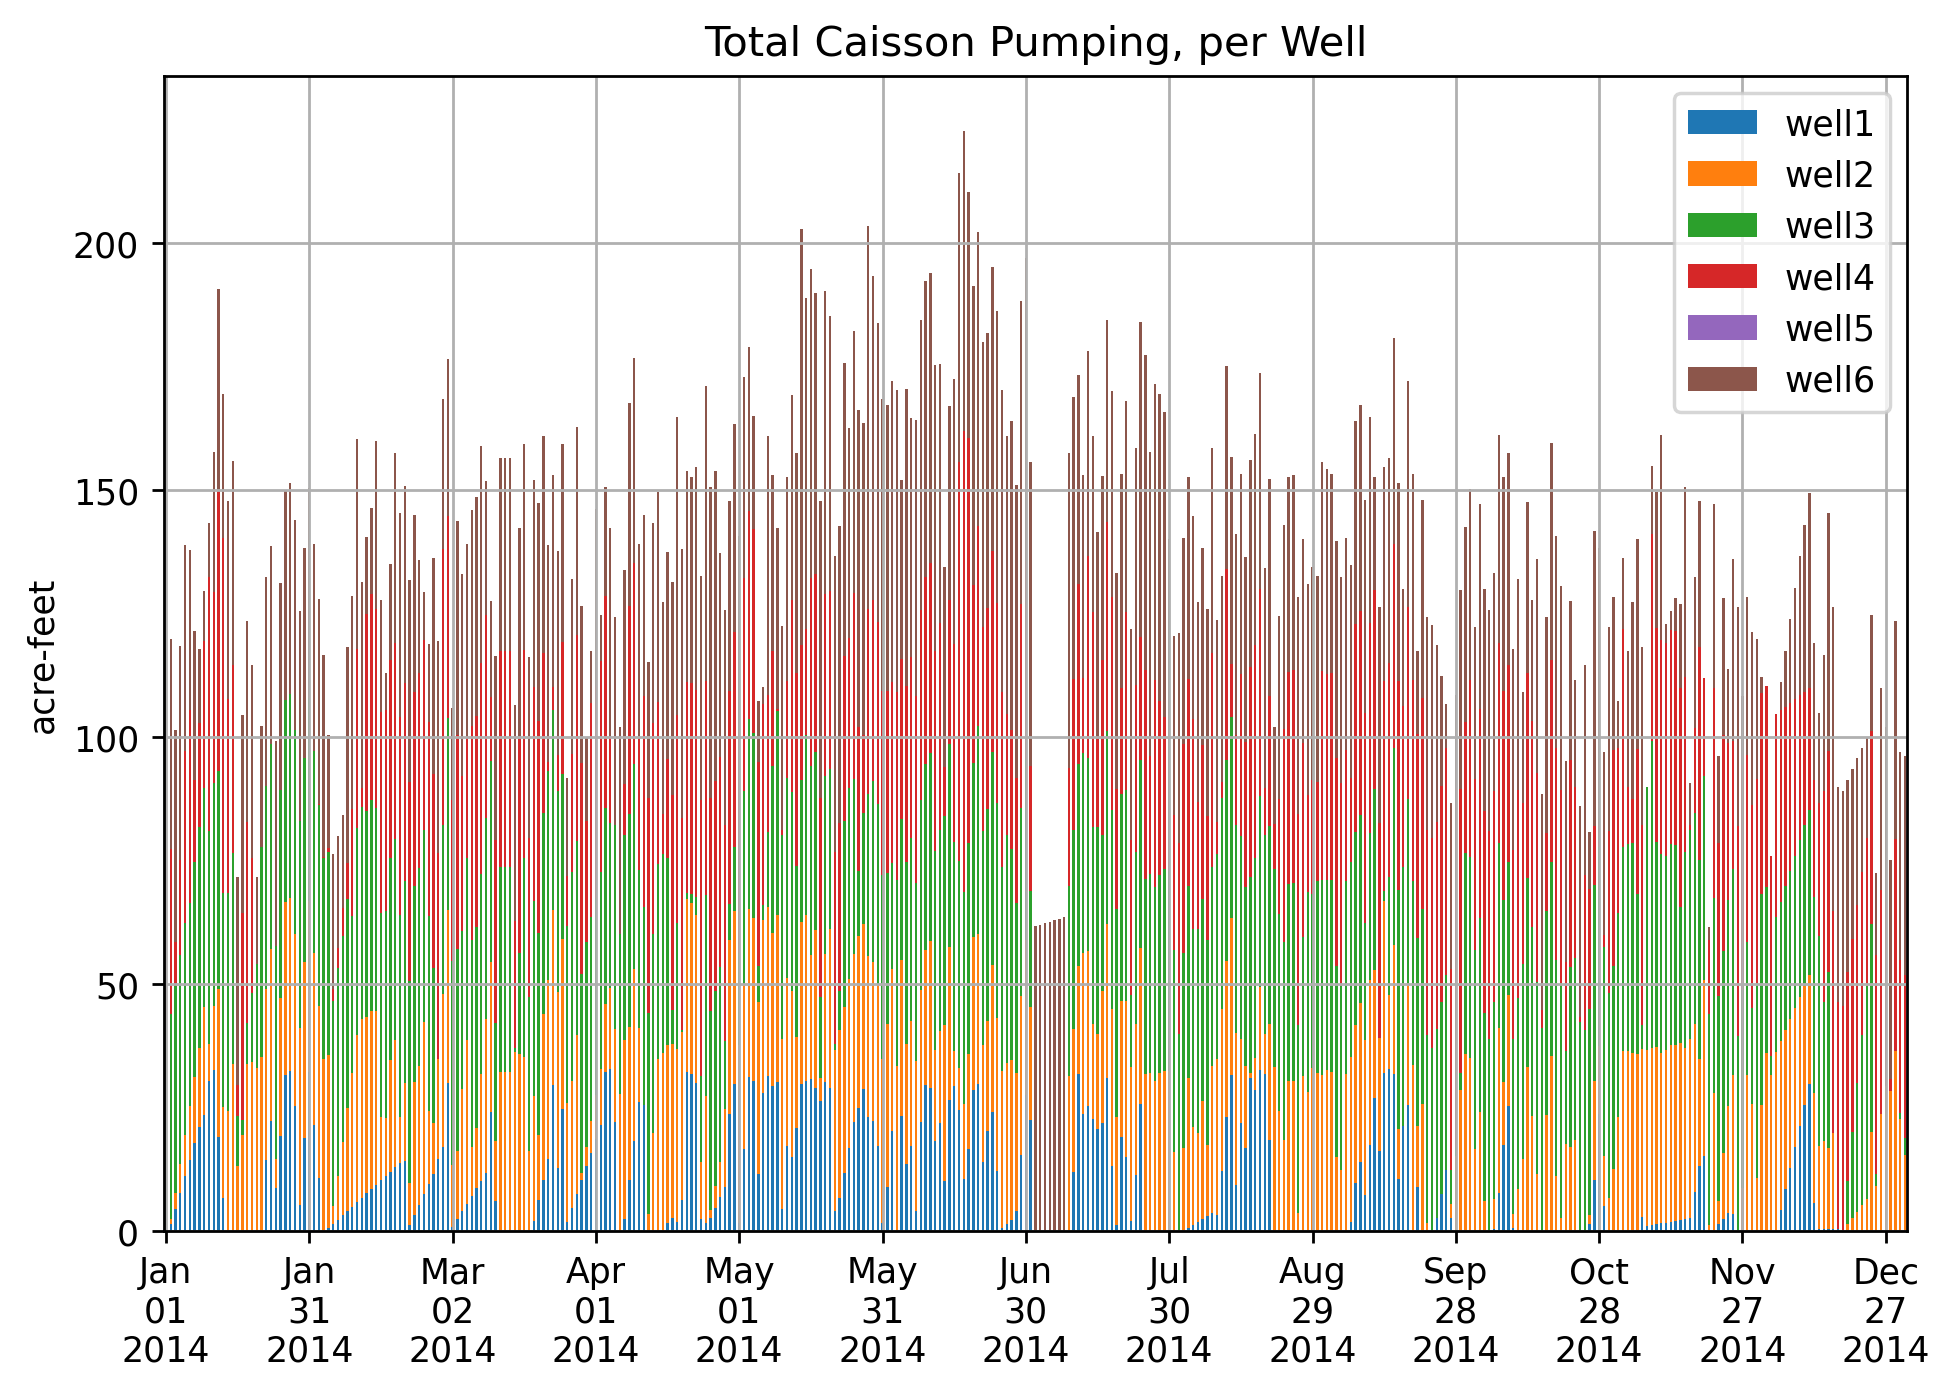 Total Caisson Pumping, per Well
well1
well2
well3
well4
well5
well6
acre-feet
200
150
100
50
0
Jan Jan Mar Apr May May Jun Jul Aug Sep Oct Nov Dec
01 31 02 01 01 31 30 30 29 28 28 27 27
2014 2014 2014 2014 2014 2014 2014 2014 2014 2014 2014 2014 2014